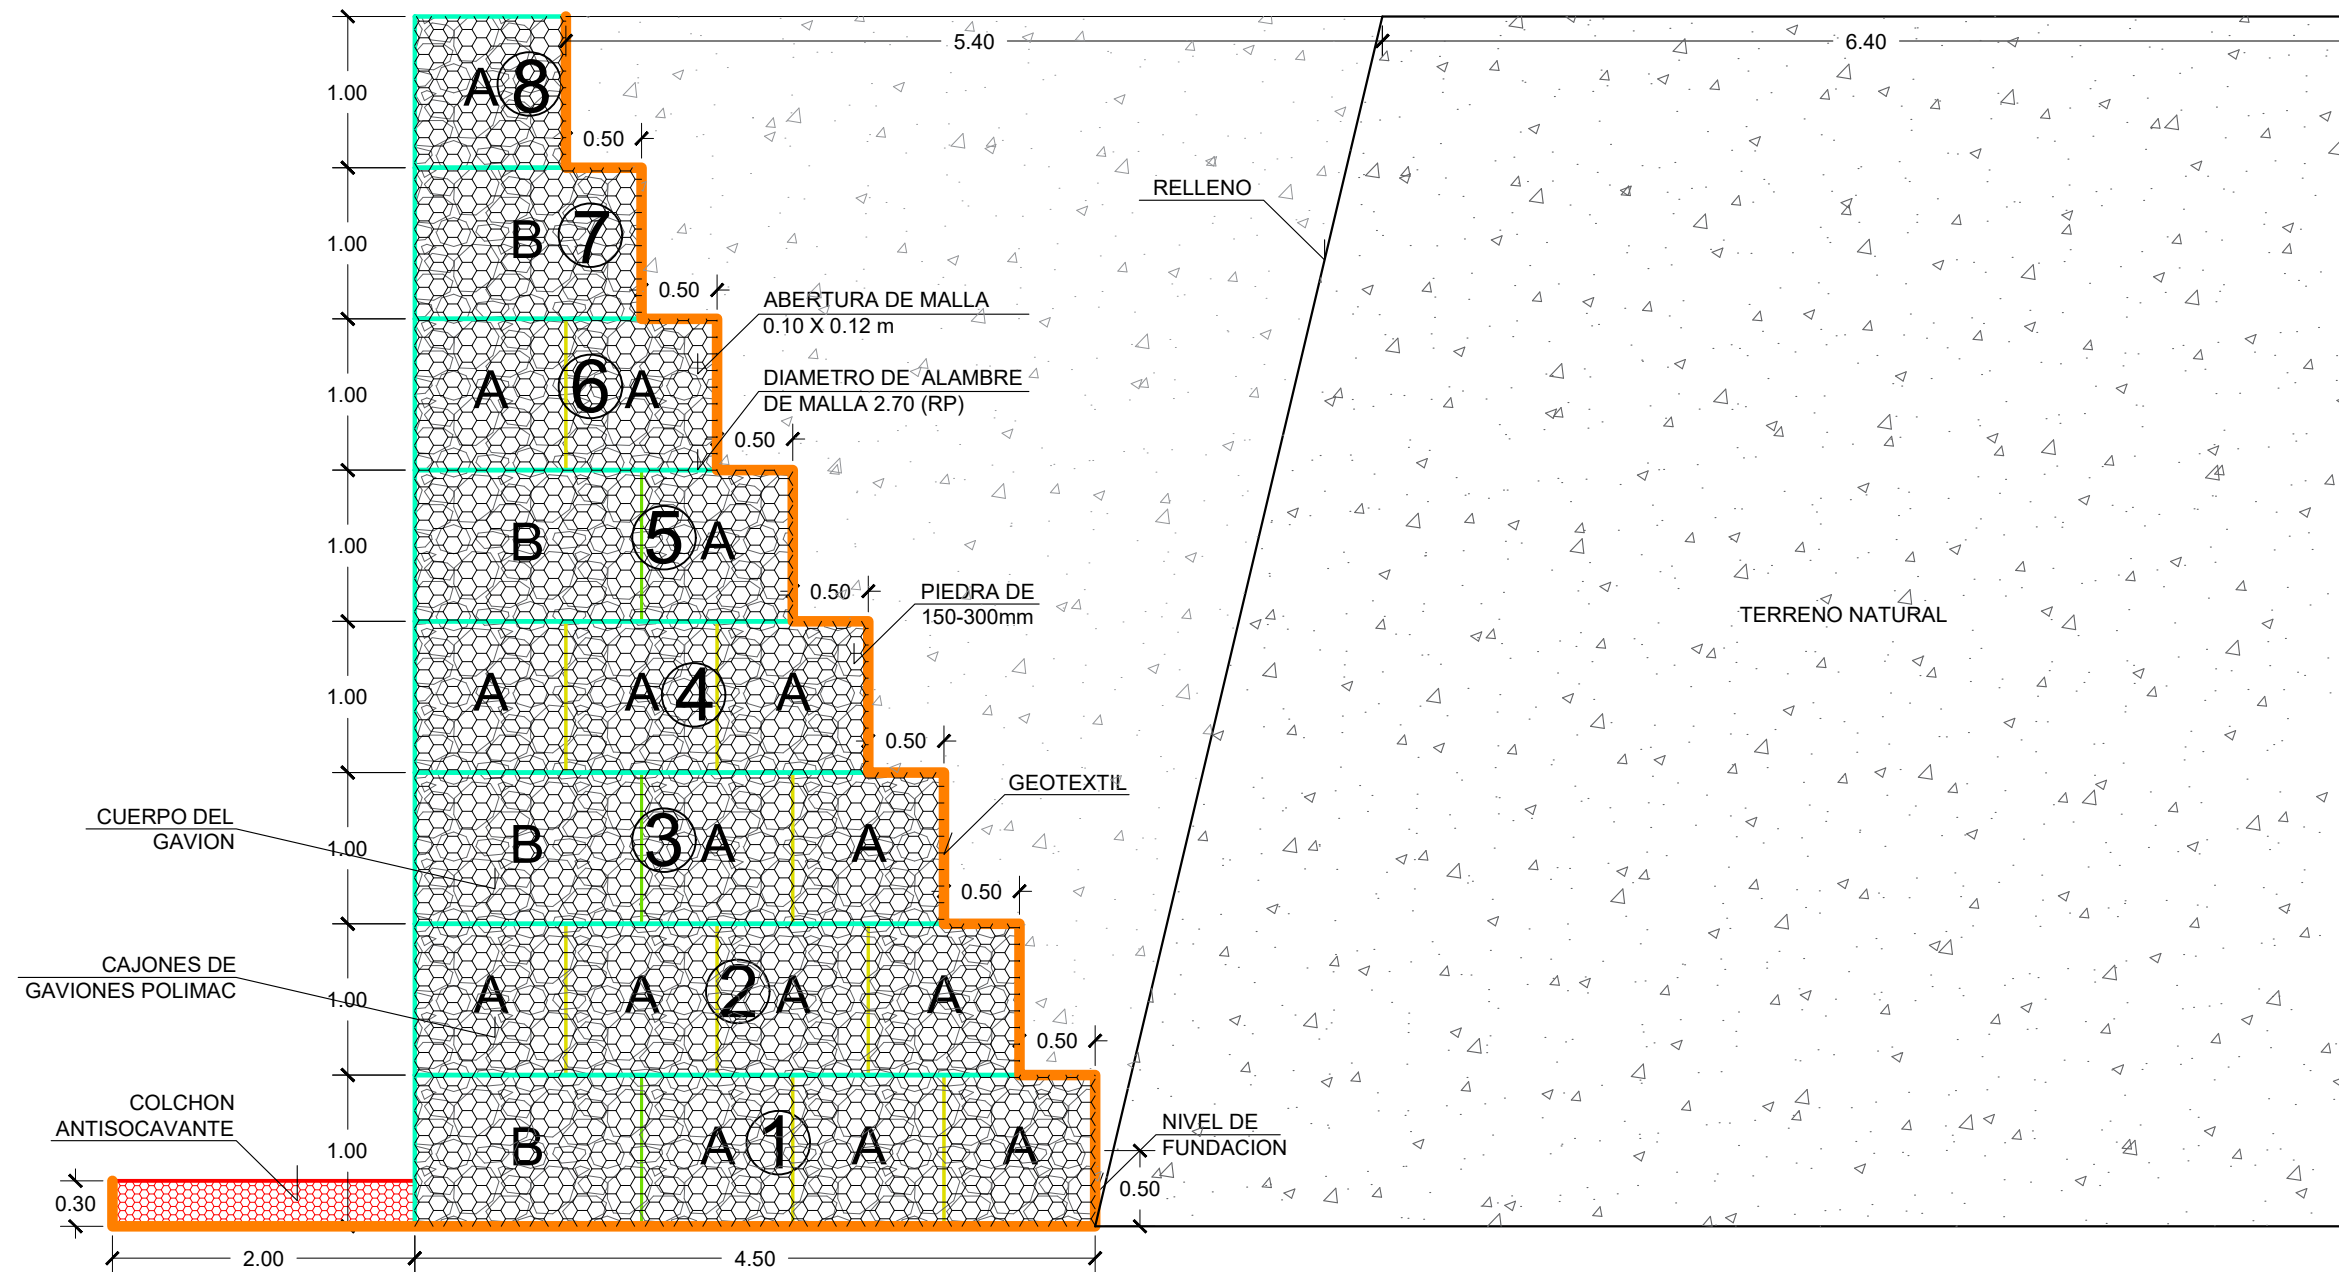 5.40
6.40
1.00
A 8
0.50
RELLENO
1.00
B 7
0.50
ABERTURA DE MALLA
0.10 X 0.12 m
1.00
A 6 A
DIAMETRO DE ALAMBRE
DE MALLA 2.70 (RP)
0.50
1.00
B 5 A
0.50
PIEDRA DE
150-300mm
TERRENO NATURAL
1.00
A A 4 A
0.50
GEOTEXTIL
CUERPO DEL
GAVION
1.00
B 3 A A
0.50
CAJONES DE
GAVIONES POLIMAC
1.00
A A 2 A A
0.50
COLCHON
ANTISOCAVANTE
1.00
B A 1 A A
NIVEL DE
FUNDACION
0.50
0.30
2.00
4.50